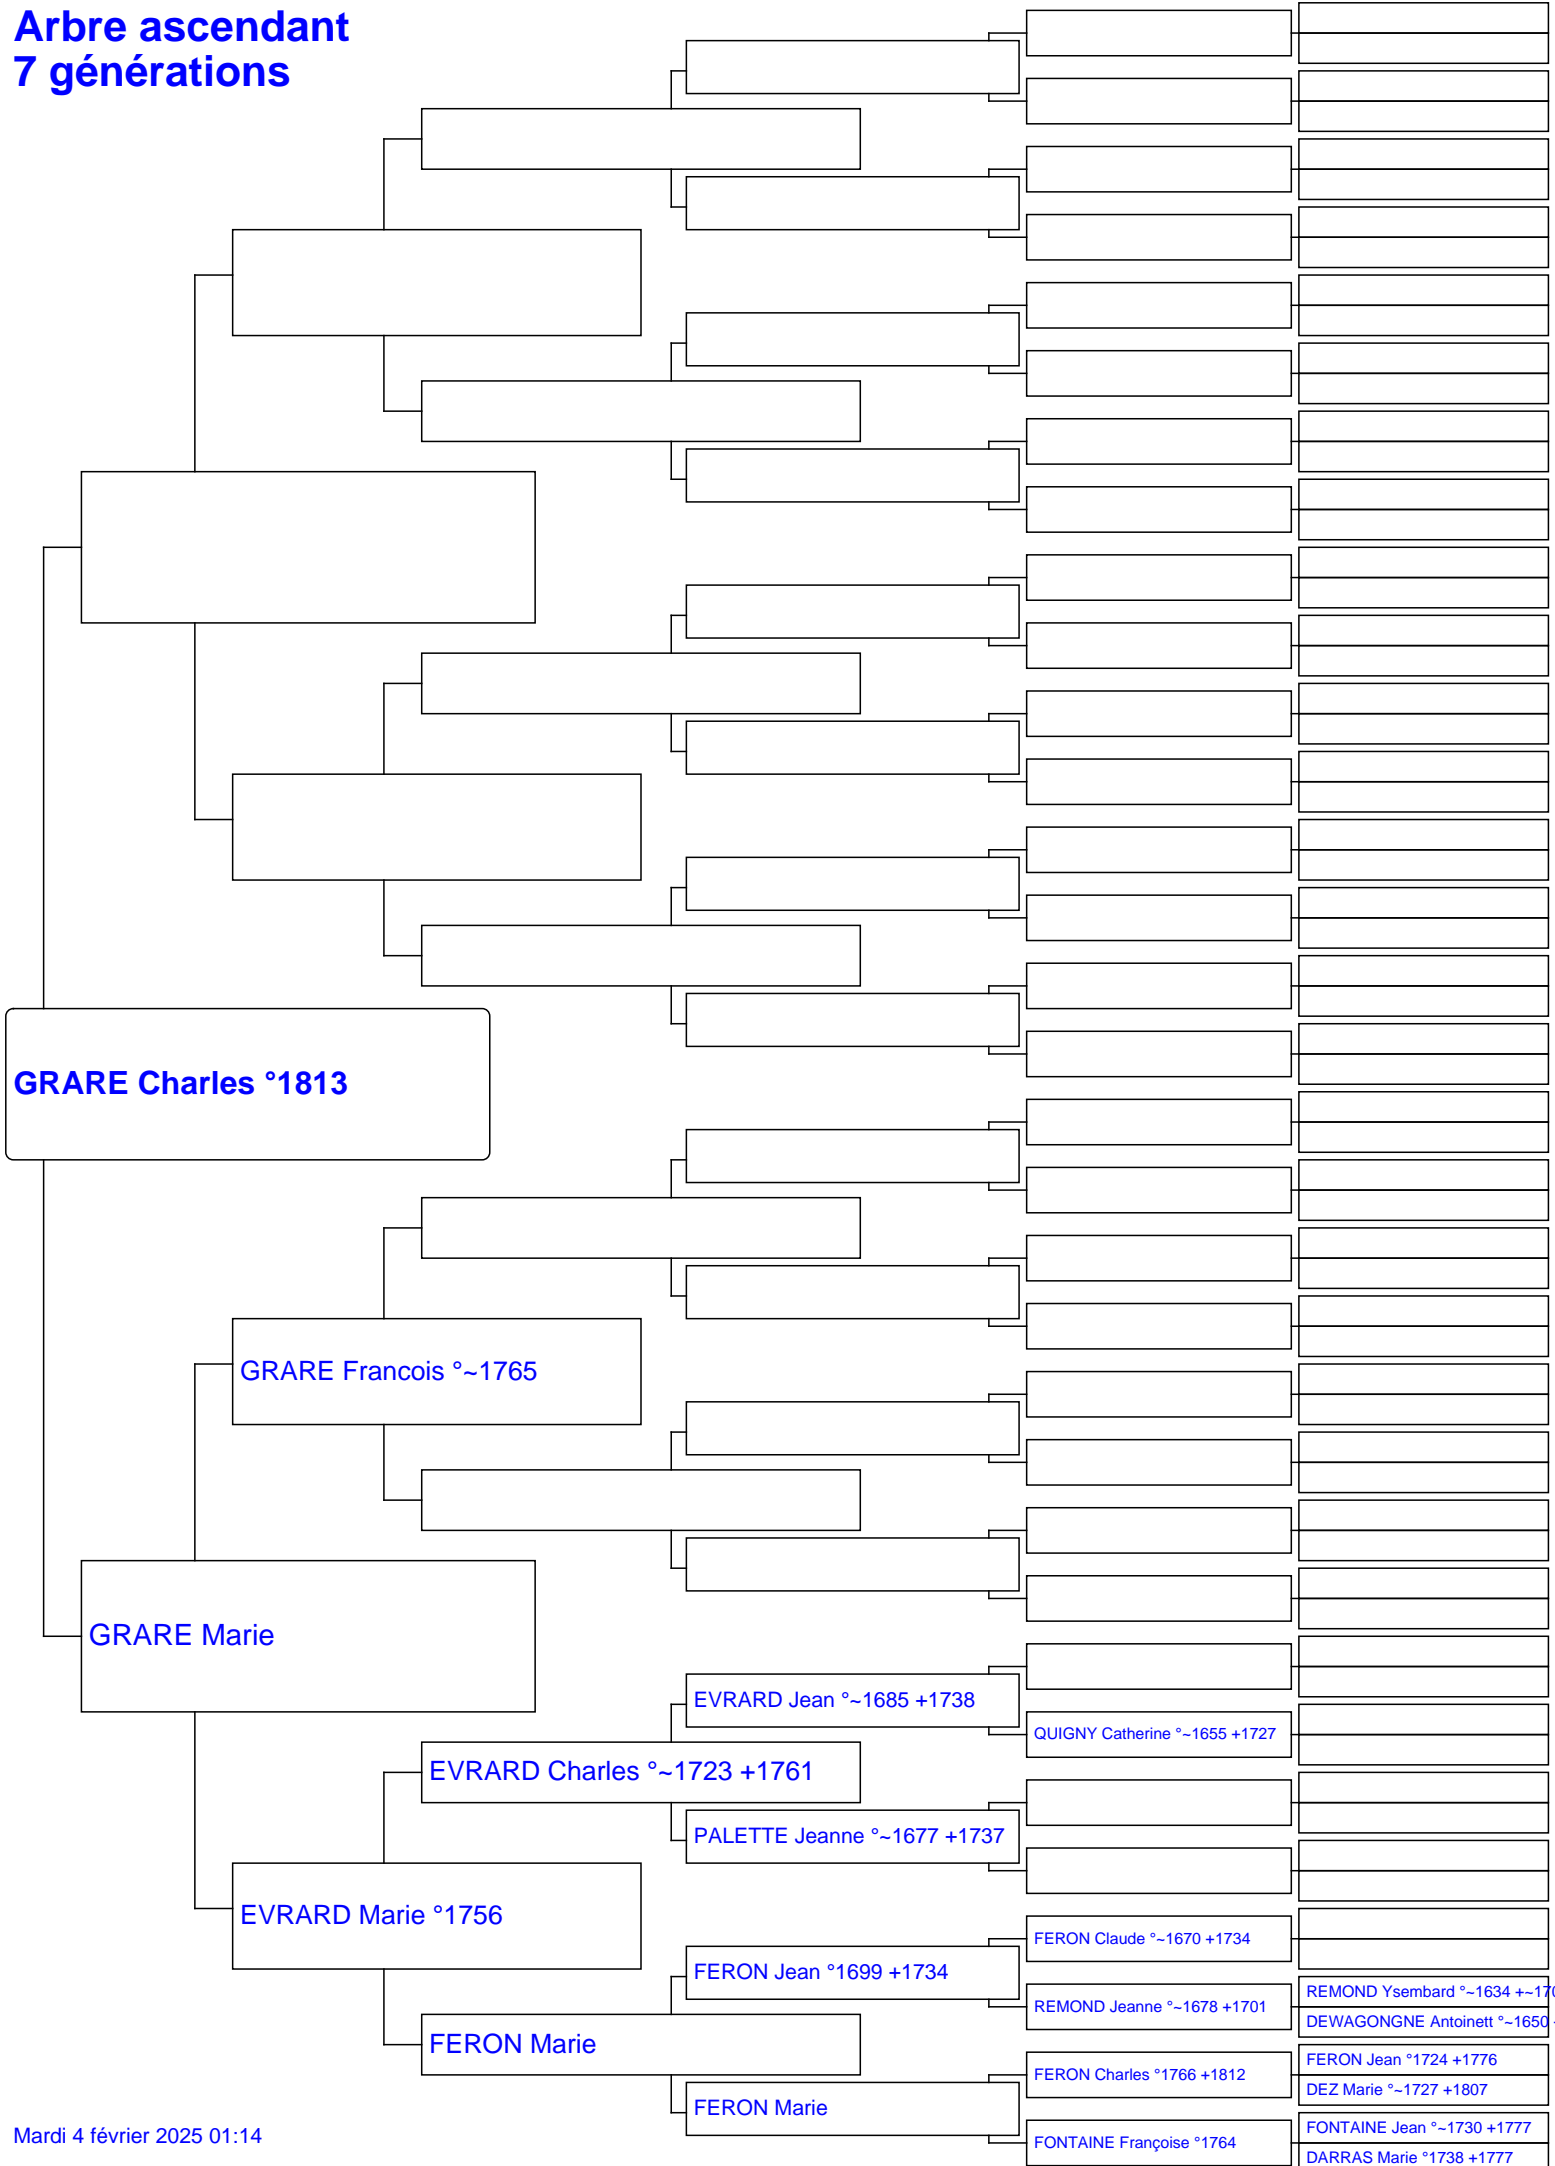 Arbre ascendant
7 générations
GRARE Charles °1813
GRARE Francois °~1765
GRARE Marie
EVRARD Jean °~1685 +1738
QUIGNY Catherine °~1655 +1727
EVRARD Charles °~1723 +1761
PALETTE Jeanne °~1677 +1737
EVRARD Marie °1756
FERON Claude °~1670 +1734
FERON Jean °1699 +1734
REMOND Ysembard °~1634 +~170
REMOND Jeanne °~1678 +1701
DEWAGONGNE Antoinett °~1650
FERON Marie
FERON Jean °1724 +1776
FERON Charles °1766 +1812
DEZ Marie °~1727 +1807
FERON Marie
FONTAINE Jean °~1730 +1777
FONTAINE Françoise °1764
DARRAS Marie °1738 +1777
Mardi 4 février 2025 01:14